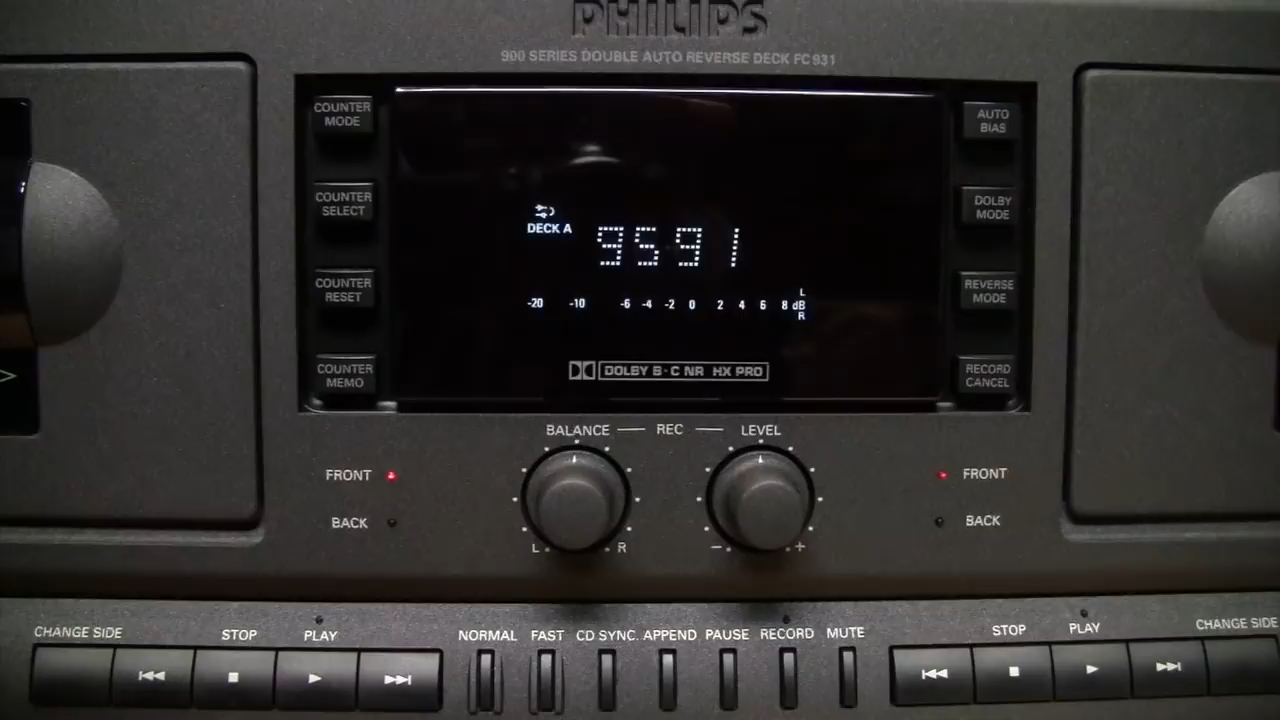 PHILIPS
900 SERIES DOUBLE AUTO REVERSE DECK FC931
COUNTER
MODE
AUTO
BIAS
COUNTER
SELECT
DOLBY
MODE
DECK A
9591
COUNTER
RESET
REVERSE
MODE
-20 -10 -6 -4 -2 0 2 4 6 8 dB
L
R
COUNTER
MEMO
DOLBY B·C NR HX PRO
RECORD
CANCEL
BALANCE REC LEVEL
FRONT
FRONT
BACK
BACK
L R
− +
CHANGE SIDE STOP PLAY NORMAL FAST CD SYNC. APPEND PAUSE RECORD MUTE STOP PLAY CHANGE SIDE